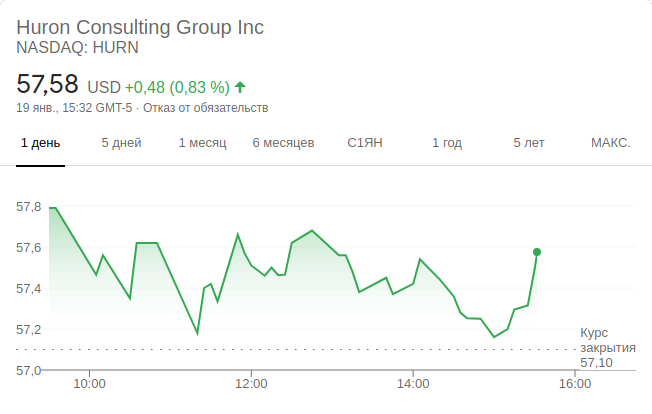 Huron Consulting Group Inc
NASDAQ: HURN
57,58 USD +0,48 (0,83 %)
19 янв., 15:32 GMT-5 · Отказ от обязательств
1 день 5 дней 1 месяц 6 месяцев С1ЯН 1 год 5 лет МАКС.
57,8
57,6
57,4
57,2
57,0
Курс
закрытия
57,10
10:00 12:00 14:00 16:00